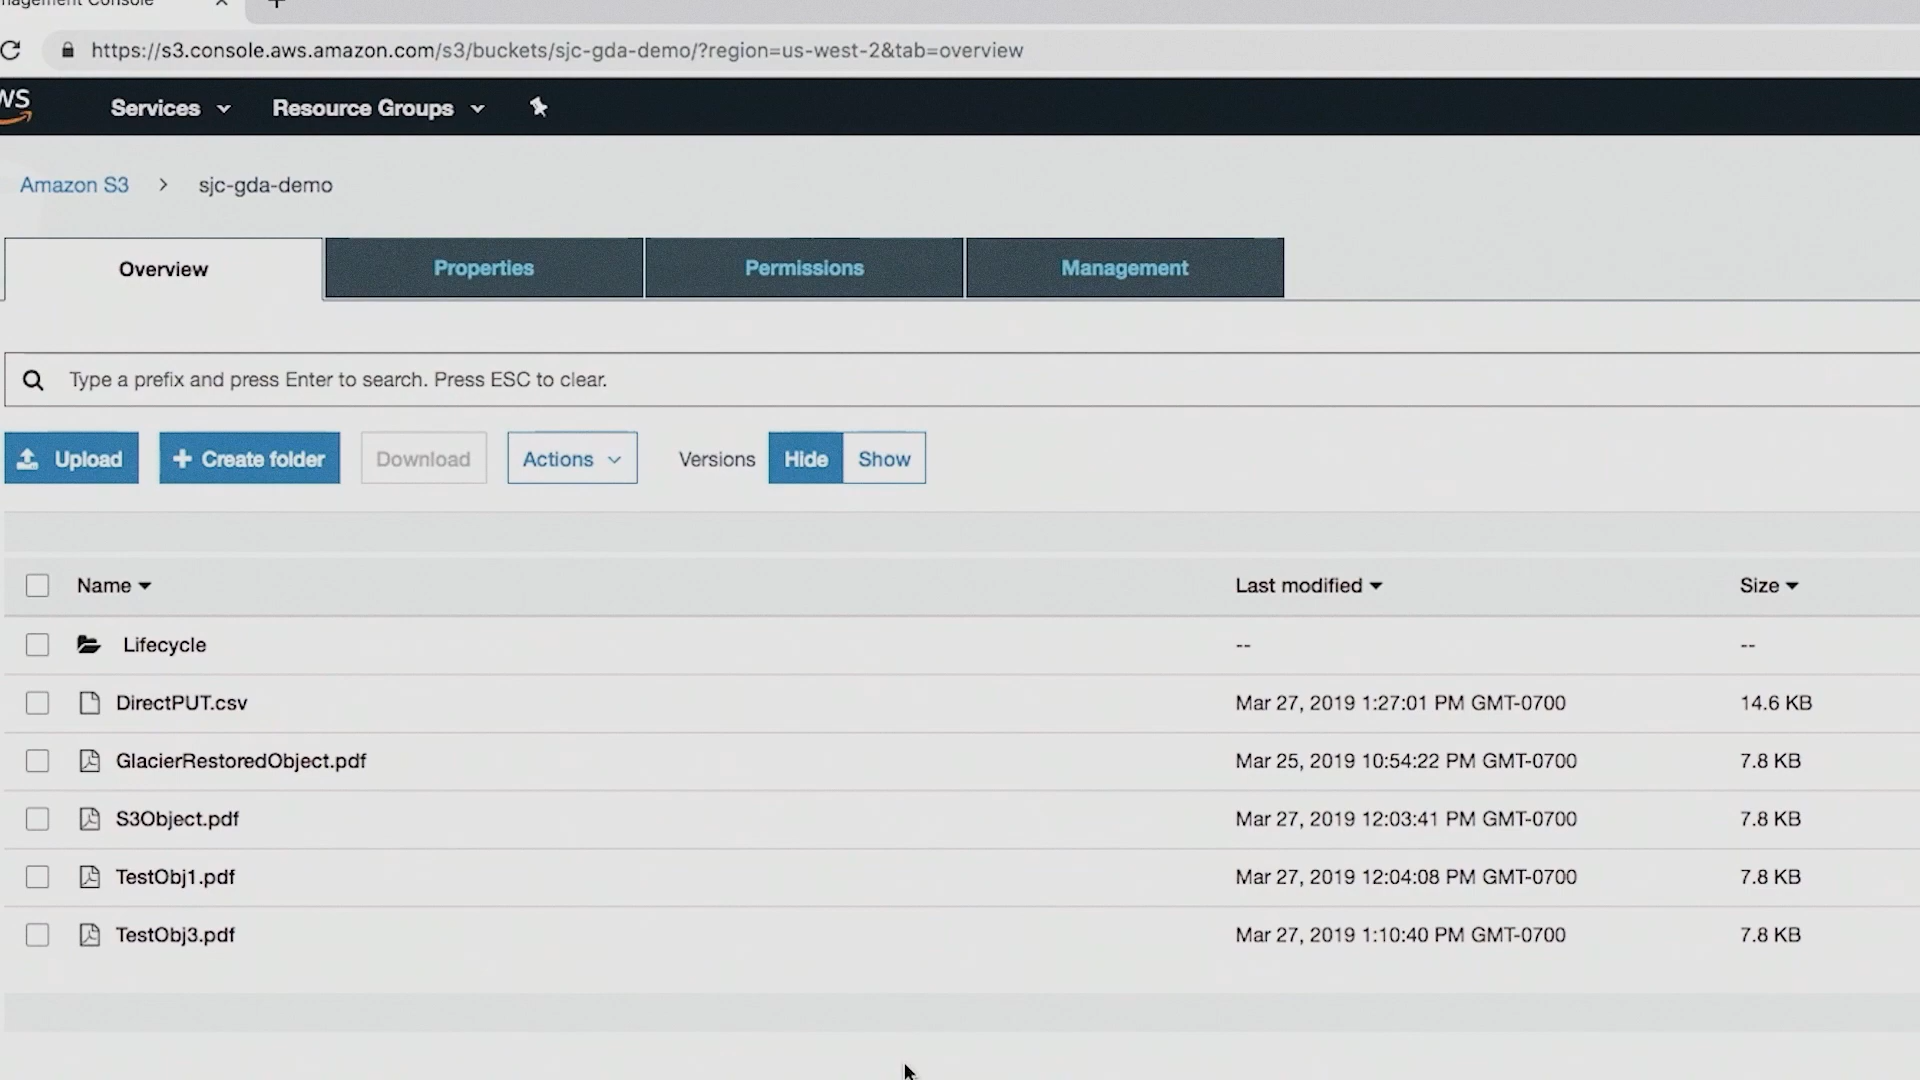 https://s3.console.aws.amazon.com/s3/buckets/sjc-gda-demo/?region=us-west-2&tab=overview
Services Resource Groups
Amazon S3 > sjc-gda-demo
Overview Properties Permissions Management
Type a prefix and press Enter to search. Press ESC to clear.
Upload + Create folder Download Actions Versions Hide Show
Name Last modified Size
Lifecycle -- --
DirectPUT.csv Mar 27, 2019 1:27:01 PM GMT-0700 14.6 KB
GlacierRestoredObject.pdf Mar 25, 2019 10:54:22 PM GMT-0700 7.8 KB
S3Object.pdf Mar 27, 2019 12:03:41 PM GMT-0700 7.8 KB
TestObj1.pdf Mar 27, 2019 12:04:08 PM GMT-0700 7.8 KB
TestObj3.pdf Mar 27, 2019 1:10:40 PM GMT-0700 7.8 KB